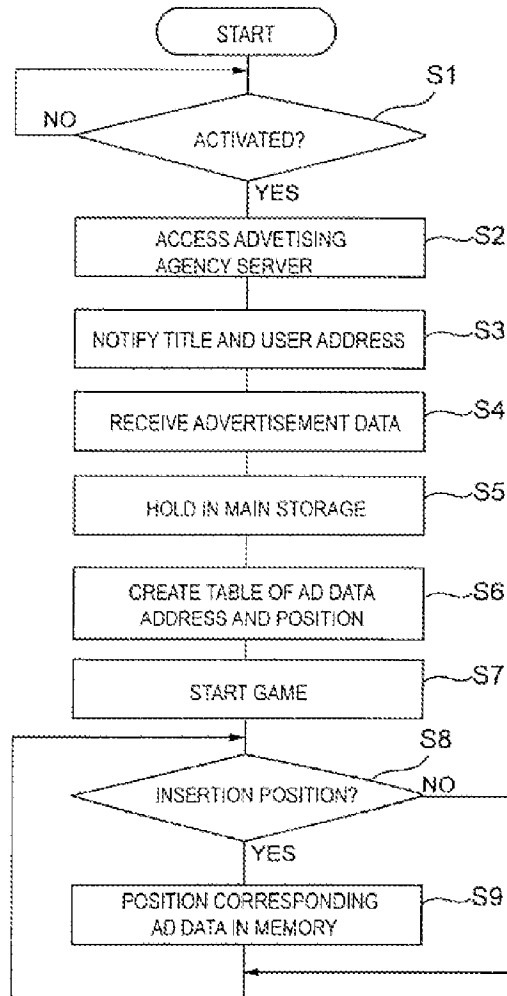 START
S1
NO
ACTIVATED?
YES
ACCESS ADVETISING
AGENCY SERVER
S2
NOTIFY TITLE AND USER ADDRESS
S3
RECEIVE ADVERTISEMENT DATA
S4
HOLD IN MAIN STORAGE
S5
CREATE TABLE OF AD DATA
ADDRESS AND POSITION
S6
START GAME
S7
S8
INSERTION POSITION?
NO
YES
POSITION CORRESPONDING
AD DATA IN MEMORY
S9